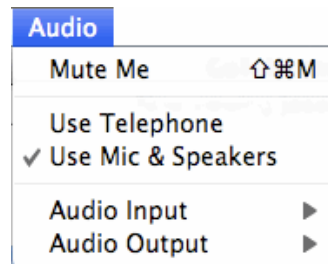 Audio
Mute Me ⇧⌘M
Use Telephone
✓ Use Mic & Speakers
Audio Input ▶
Audio Output ▶